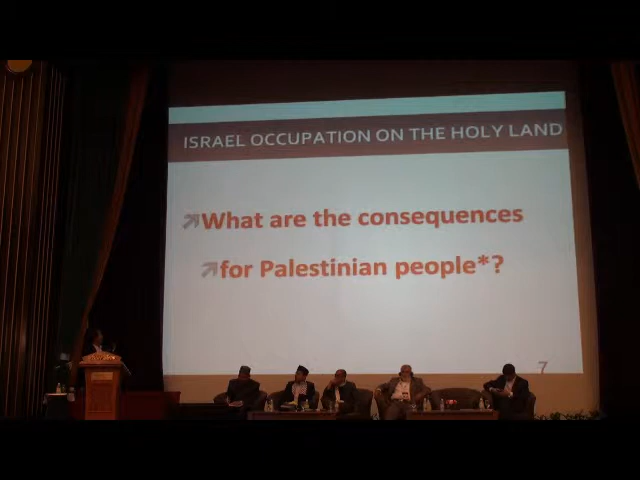 ISRAEL OCCUPATION ON THE HOLY LAND
What are the consequences
for Palestinian people*?
7